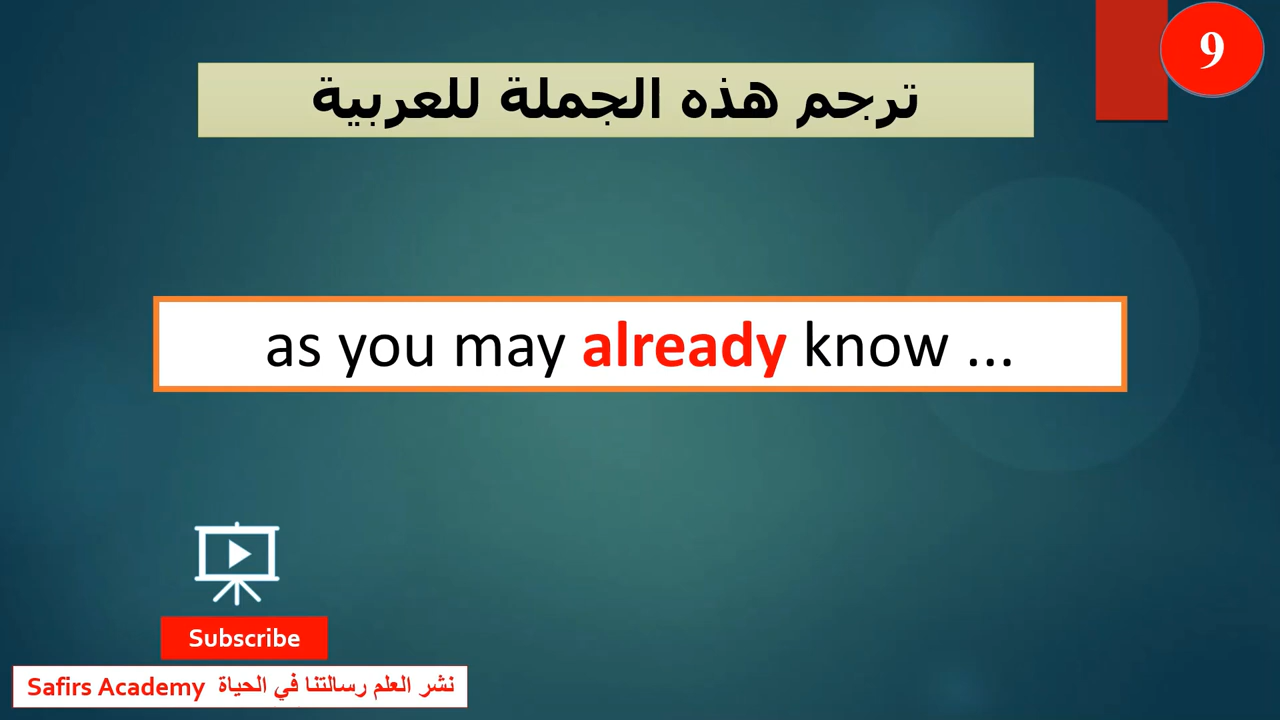 9
ترجم هذه الجملة للعربية
as you may already know ...
Subscribe
Safirs Academy نشر العلم رسالتنا في الحياة